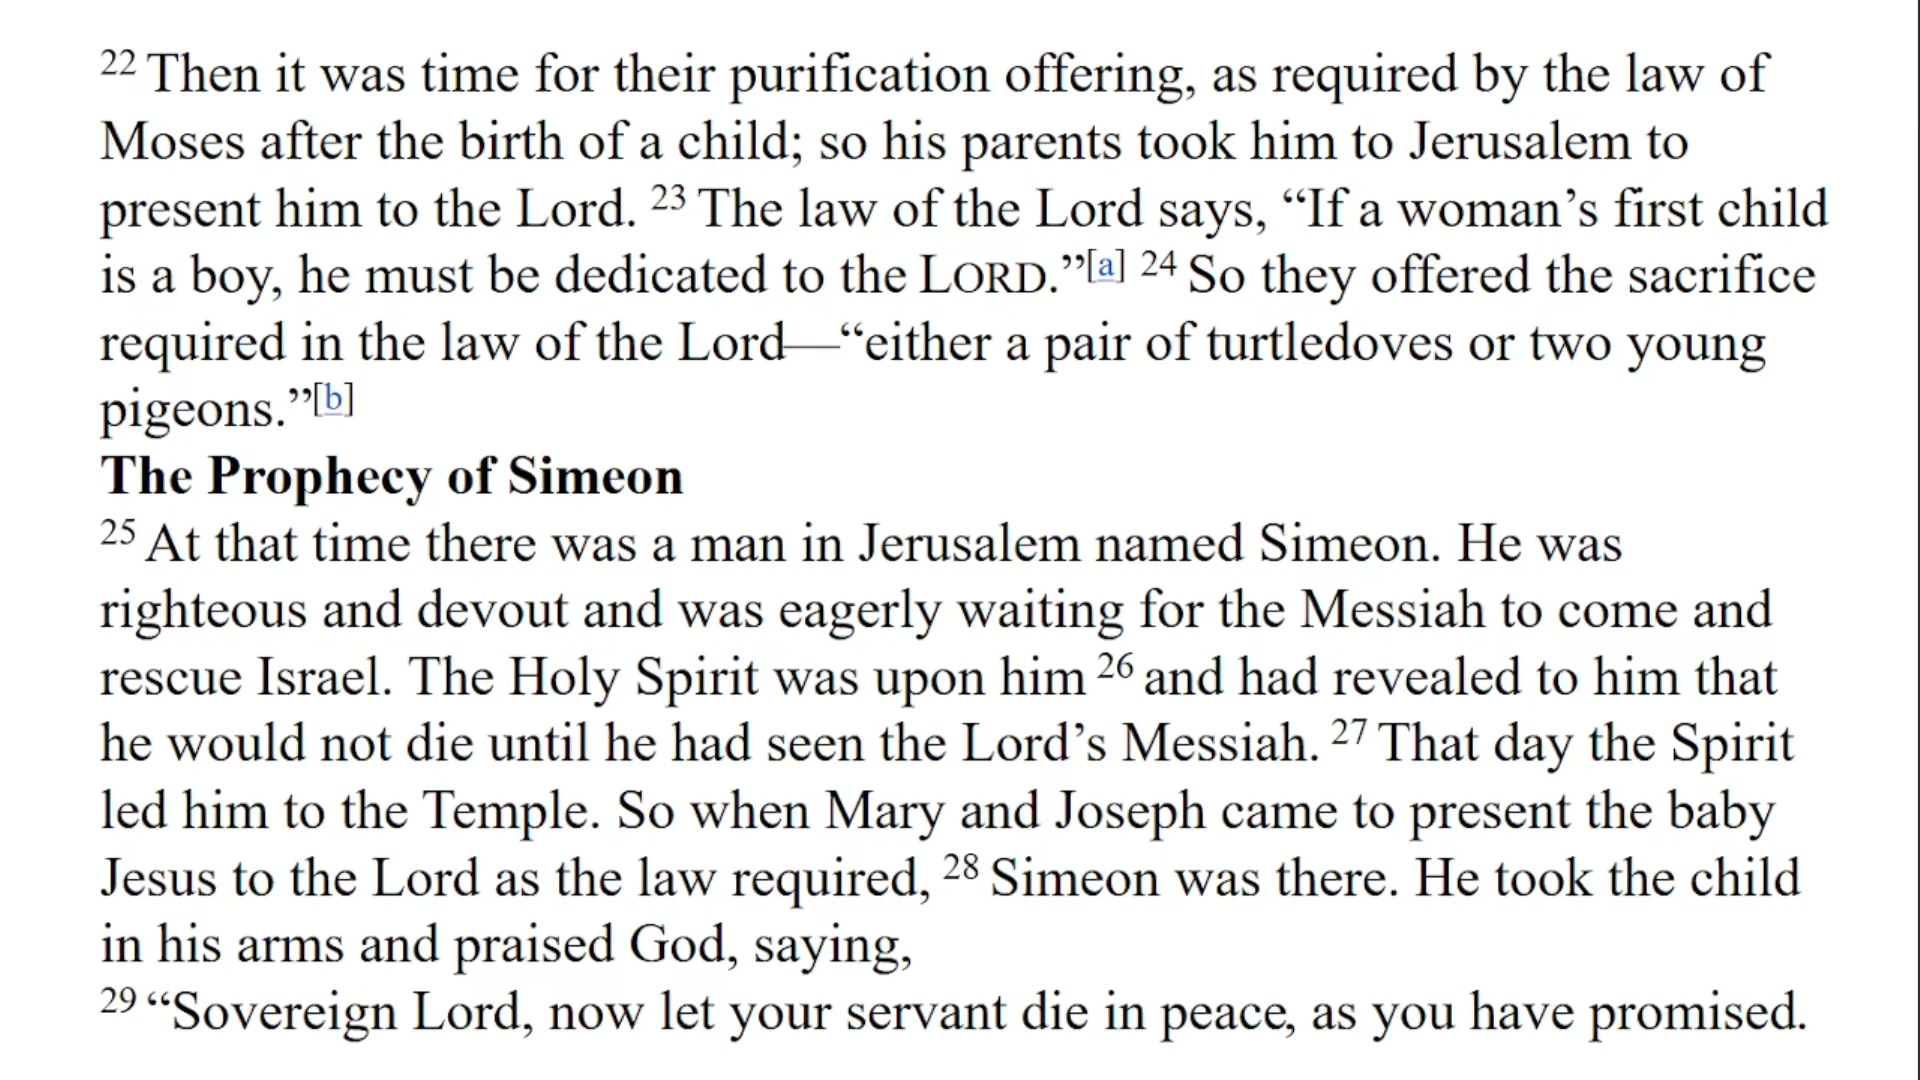 22 Then it was time for their purification offering, as required by the law of
Moses after the birth of a child; so his parents took him to Jerusalem to
present him to the Lord. 23 The law of the Lord says, “If a woman’s first child
is a boy, he must be dedicated to the LORD.”[a] 24 So they offered the sacrifice
required in the law of the Lord—“either a pair of turtledoves or two young
pigeons.”[b]
The Prophecy of Simeon
25 At that time there was a man in Jerusalem named Simeon. He was
righteous and devout and was eagerly waiting for the Messiah to come and
rescue Israel. The Holy Spirit was upon him 26 and had revealed to him that
he would not die until he had seen the Lord’s Messiah. 27 That day the Spirit
led him to the Temple. So when Mary and Joseph came to present the baby
Jesus to the Lord as the law required, 28 Simeon was there. He took the child
in his arms and praised God, saying,
29 “Sovereign Lord, now let your servant die in peace, as you have promised.